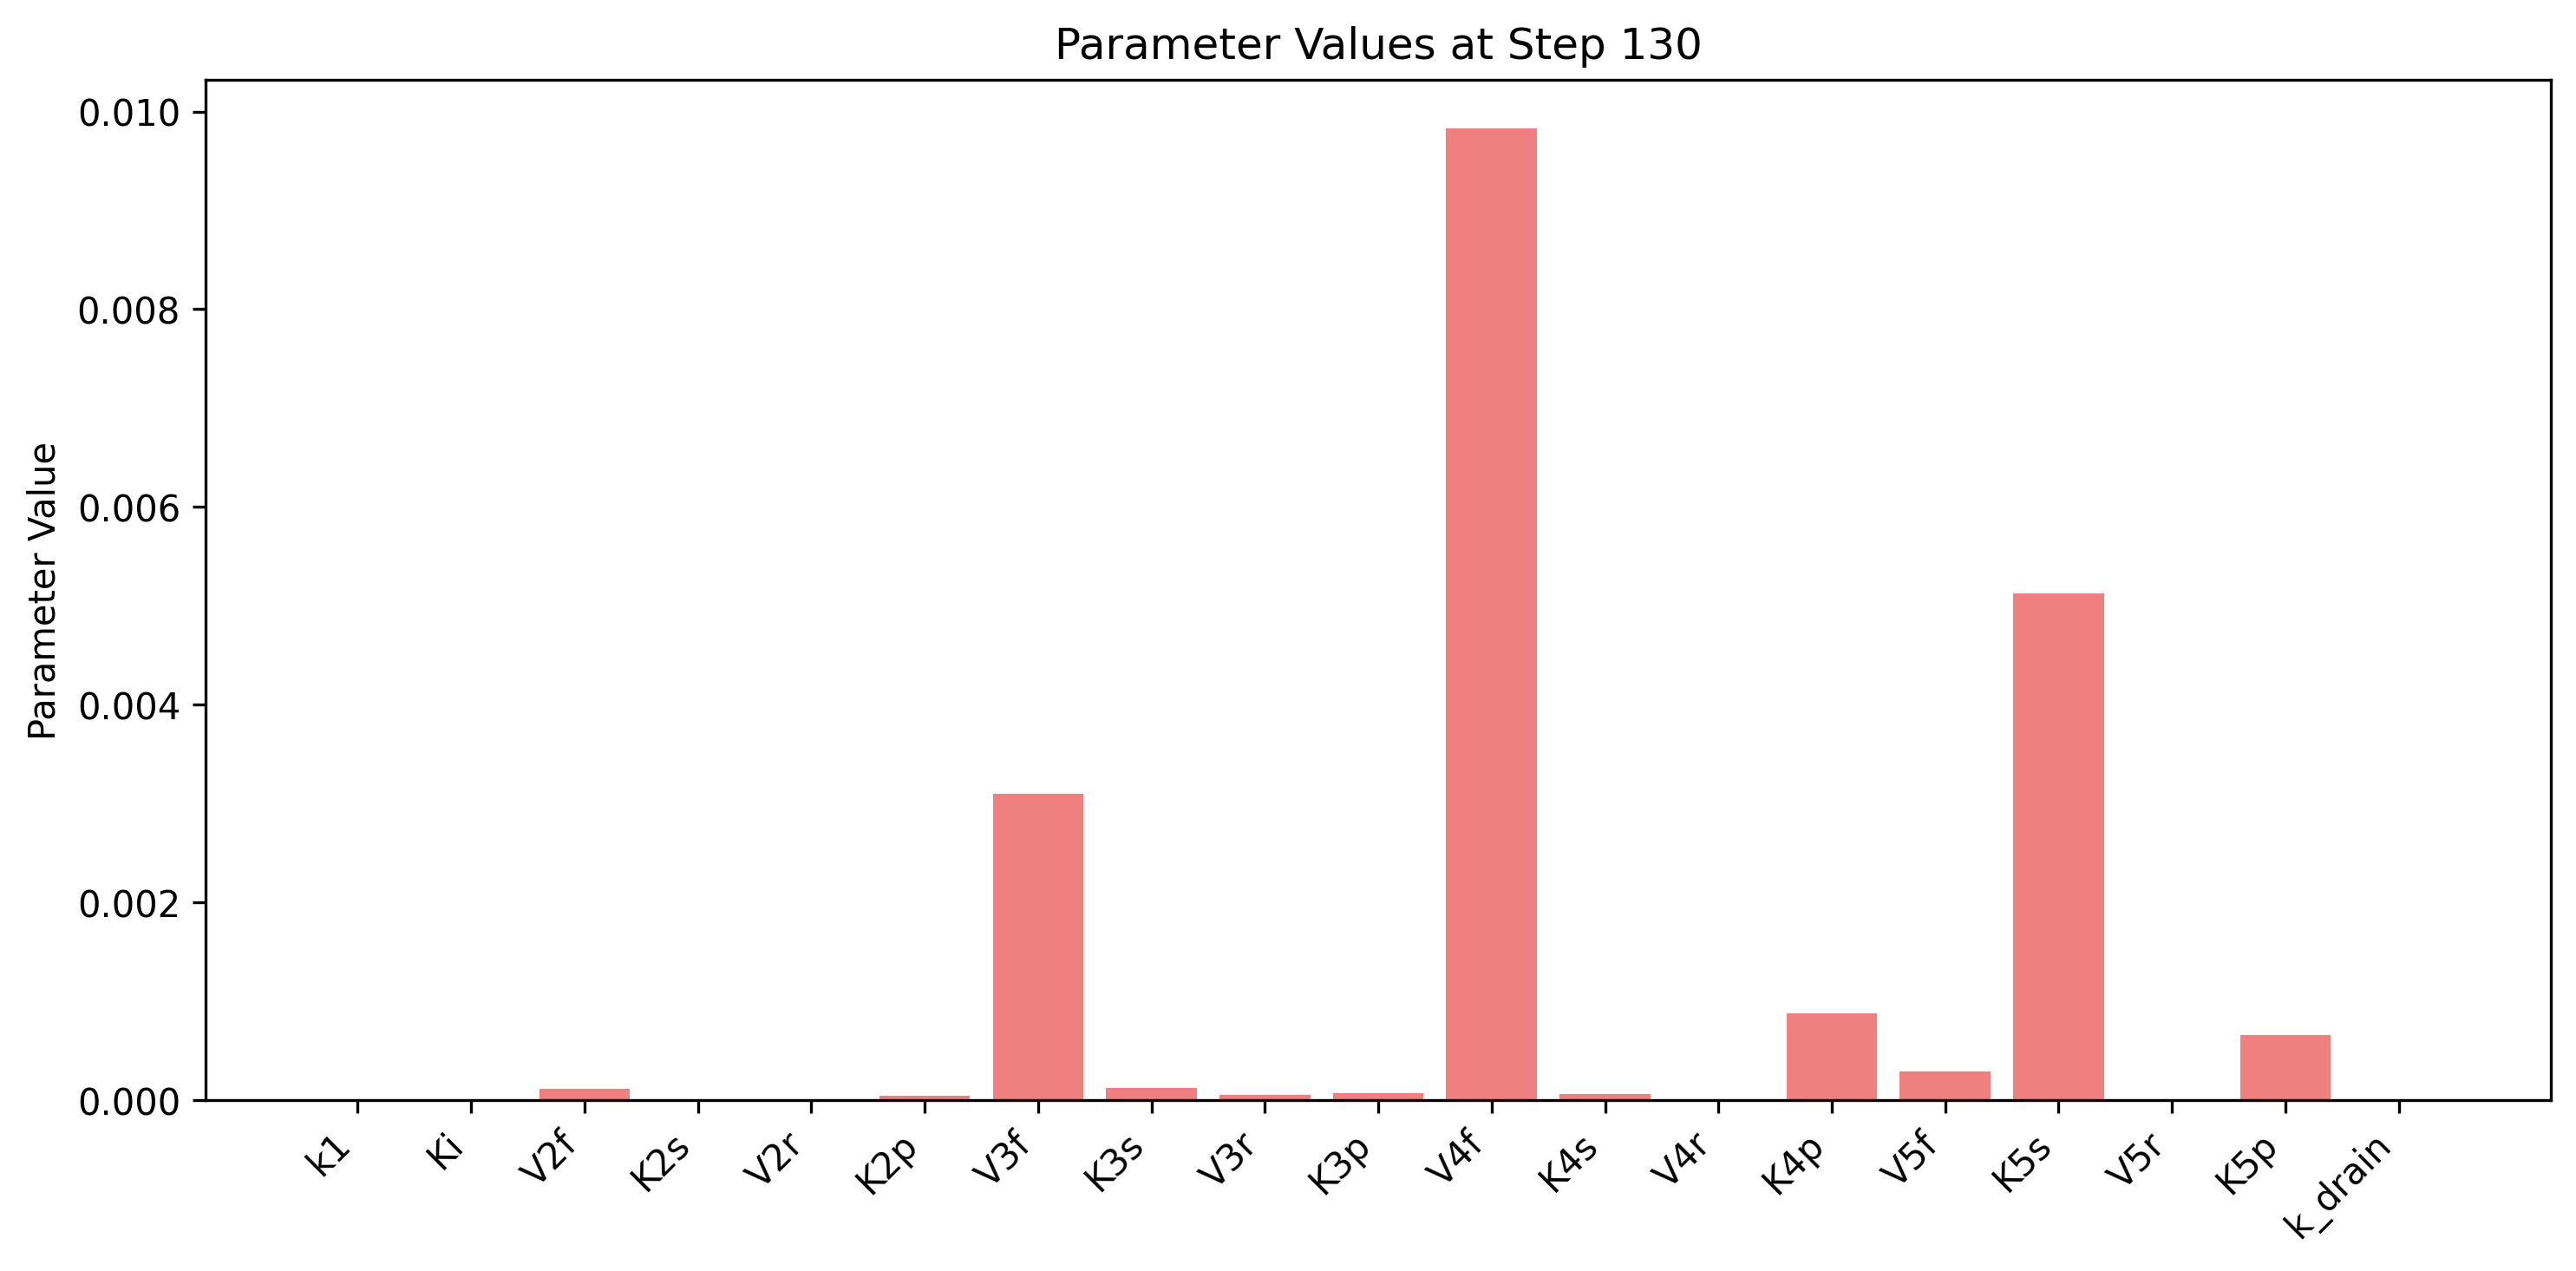 Parameter Values at Step 130
Parameter Value
0.010
0.008
0.006
0.004
0.002
0.000
k1
Ki
V2f
K2s
V2r
K2p
V3f
K3s
V3r
K3p
V4f
K4s
V4r
K4p
V5f
K5s
V5r
K5p
k_drain